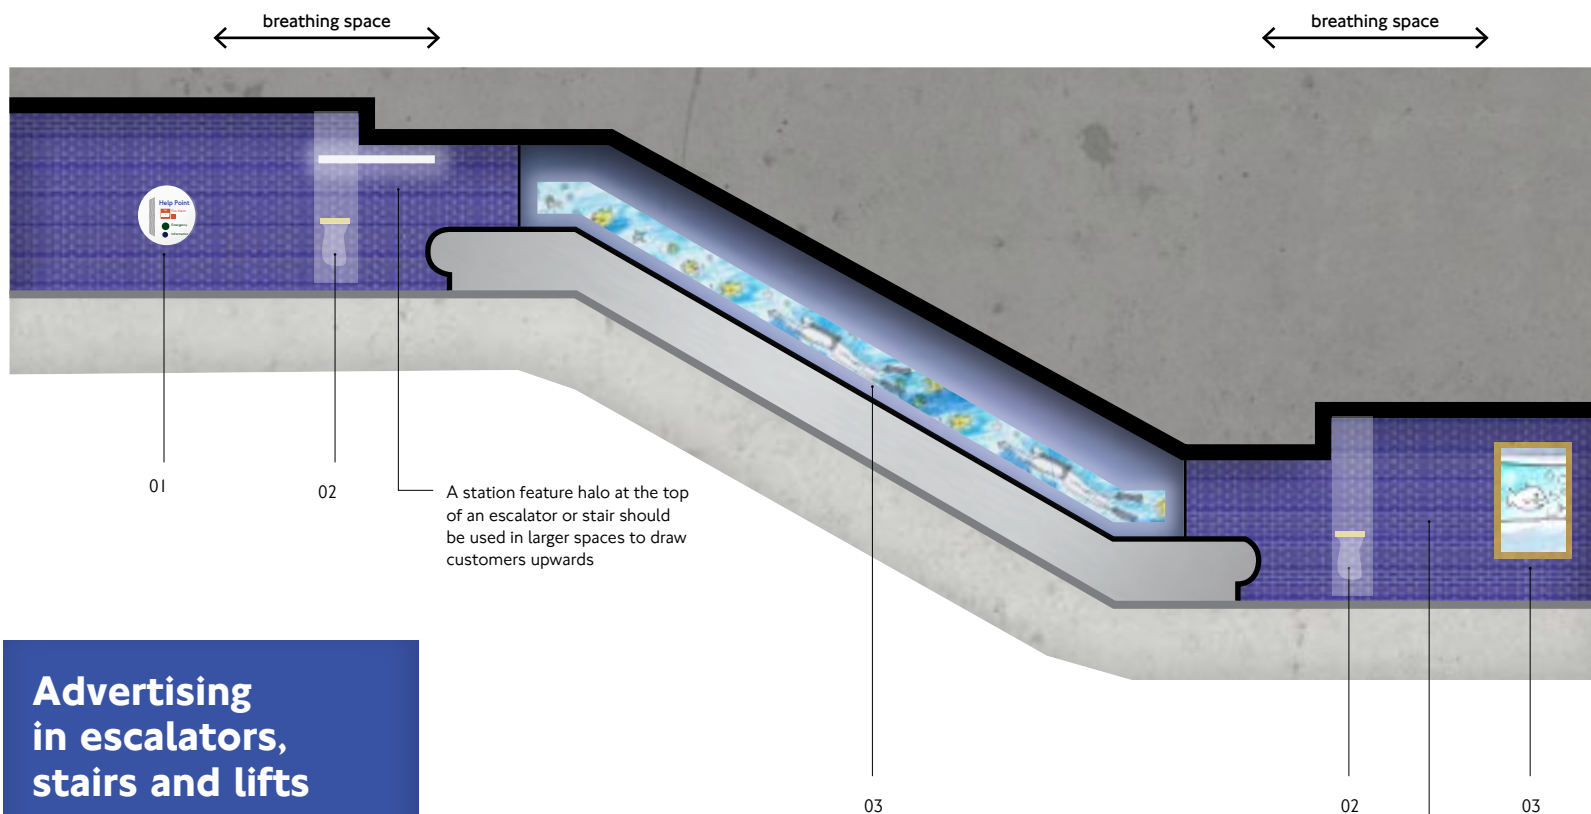 breathing space
breathing space
Help Point
Emergency
Information
01
02
A station feature halo at the top
of an escalator or stair should
be used in larger spaces to draw
customers upwards
Advertising
in escalators,
stairs and lifts
03
02
03